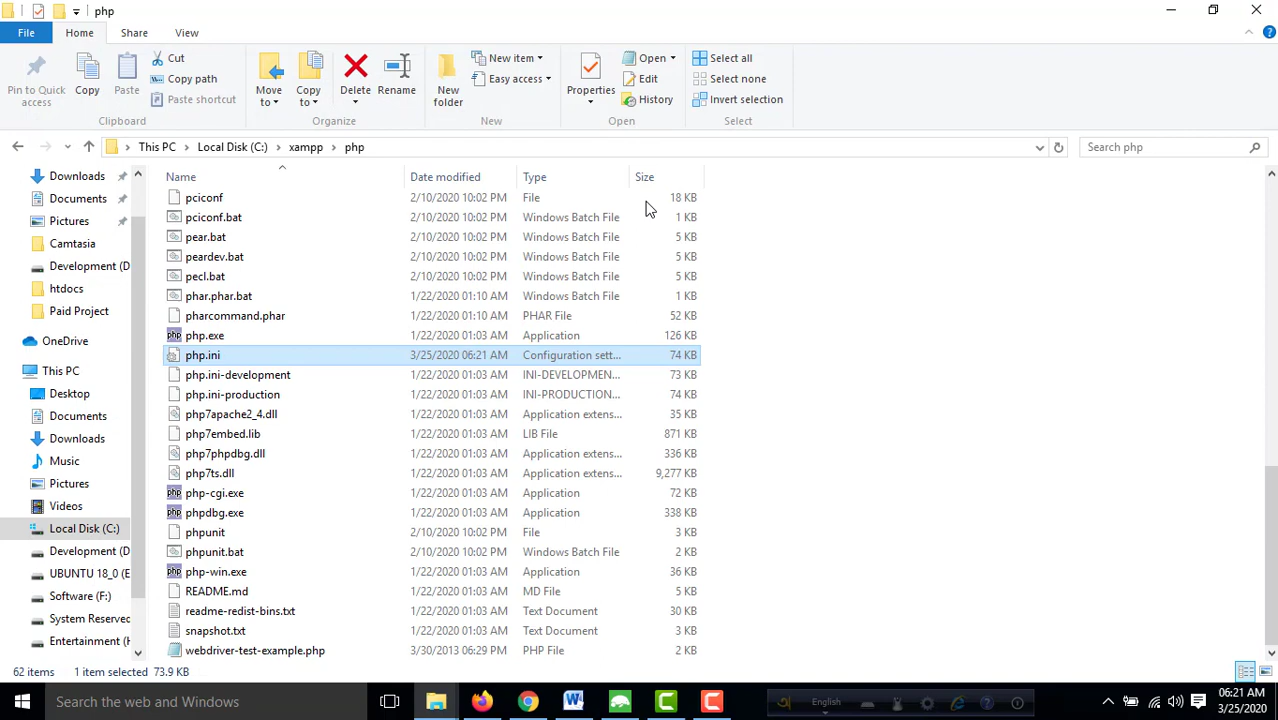 php
File Home Share View
Pin to Quick access
Copy
Paste
Cut
Copy path
Paste shortcut
Clipboard
Move to
Copy to
Delete
Rename
Organize
New folder
New item
Easy access
New
Properties
Open
Edit
History
Open
Select all
Select none
Invert selection
Select
This PC Local Disk (C:) xampp php
Search php
Downloads
Documents
Pictures
Camtasia
Development (D
htdocs
Paid Project
OneDrive
This PC
Desktop
Documents
Downloads
Music
Pictures
Videos
Local Disk (C:)
Development (D
UBUNTU 18_0 (E
Software (F:)
System Reserved
Entertainment (H
Name Date modified Type Size
pciconf 2/10/2020 10:02 PM File 18 KB
pciconf.bat 2/10/2020 10:02 PM Windows Batch File 1 KB
pear.bat 2/10/2020 10:02 PM Windows Batch File 5 KB
peardev.bat 2/10/2020 10:02 PM Windows Batch File 5 KB
pecl.bat 2/10/2020 10:02 PM Windows Batch File 5 KB
phar.phar.bat 1/22/2020 01:10 AM Windows Batch File 1 KB
pharcommand.phar 1/22/2020 01:10 AM PHAR File 52 KB
php php.exe 1/22/2020 01:03 AM Application 126 KB
php.ini 3/25/2020 06:21 AM Configuration sett... 74 KB
php.ini-development 1/22/2020 01:03 AM INI-DEVELOPMEN... 73 KB
php.ini-production 1/22/2020 01:03 AM INI-PRODUCTION... 74 KB
php7apache2_4.dll 1/22/2020 01:03 AM Application extens... 35 KB
php7embed.lib 1/22/2020 01:03 AM LIB File 871 KB
php7phpdbg.dll 1/22/2020 01:03 AM Application extens... 336 KB
php7ts.dll 1/22/2020 01:03 AM Application extens... 9,277 KB
php php-cgi.exe 1/22/2020 01:03 AM Application 72 KB
php phpdbg.exe 1/22/2020 01:03 AM Application 338 KB
phpunit 2/10/2020 10:02 PM File 3 KB
phpunit.bat 2/10/2020 10:02 PM Windows Batch File 2 KB
php php-win.exe 1/22/2020 01:03 AM Application 36 KB
README.md 1/22/2020 01:03 AM MD File 5 KB
readme-redist-bins.txt 1/22/2020 01:03 AM Text Document 30 KB
snapshot.txt 1/22/2020 01:03 AM Text Document 3 KB
webdriver-test-example.php 3/30/2013 06:29 PM PHP File 2 KB
62 items 1 item selected 73.9 KB
Search the web and Windows
English
06:21 AM
3/25/2020